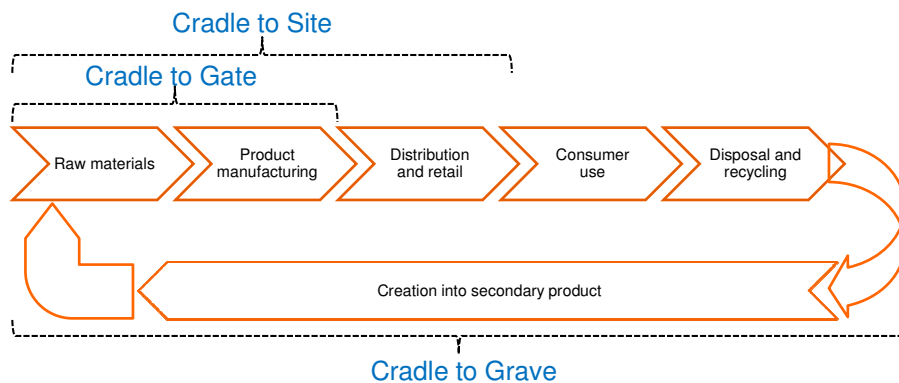 Cradle to Site
Cradle to Gate
Raw materials
Product
manufacturing
Distribution
and retail
Consumer
use
Disposal and
recycling
Creation into secondary product
Cradle to Grave